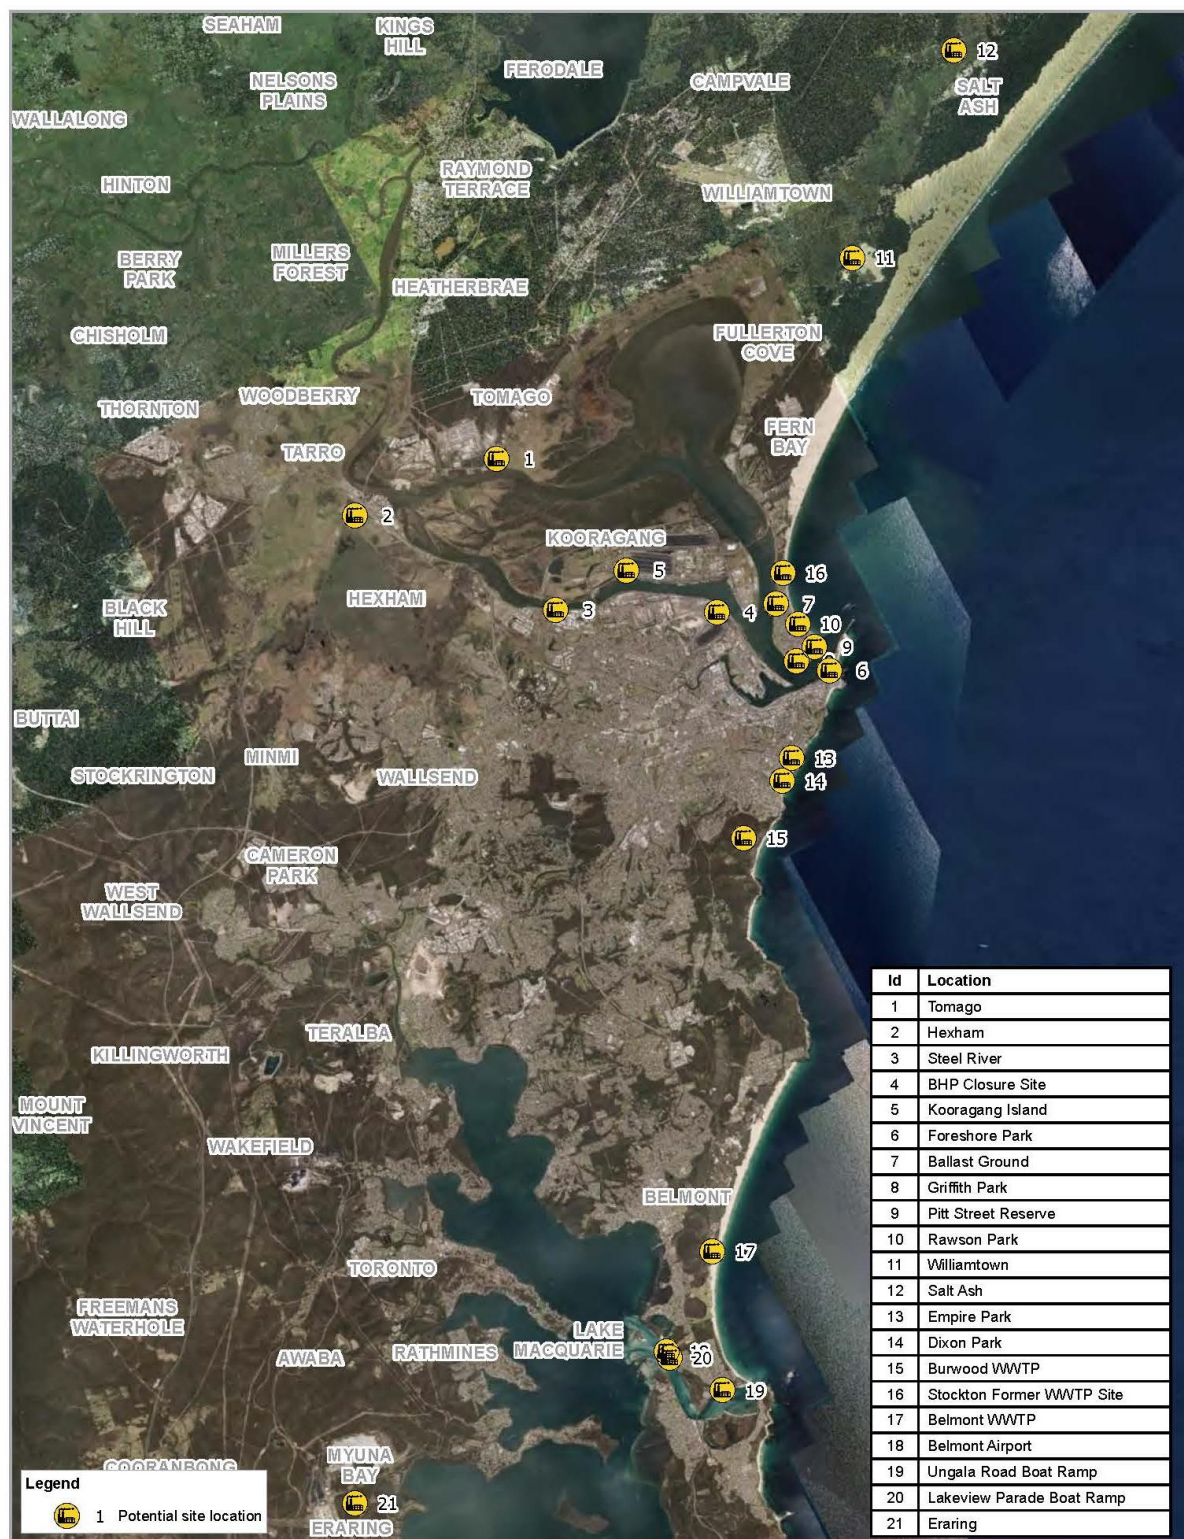 SEAHAM
KINGS
HILL
12
FERODALE
NELSONS
PLAINS
CAMPVALE
SALT
ASH
WALLALONG
RAYMOND
TERRACE
HINTON
WILLIAMTOWN
BERRY
PARK
MILLERS
FOREST
11
HEATHERBRAE
CHISHOLM
FULLERTON
COVE
WOODBERRY
TOMAGO
THORNTON
FERN
BAY
TARRO
1
2
KOORAGANG
5
16
HEXHAM
BLACK
HILL
3
4
7
10
9
6
BUTTAI
MINMI
13
STOCKRINGTON
WALLSEND
14
15
CAMERON
PARK
WEST
WALLSEND
TERALBA
KILLINGWORTH
MOUNT
VINCENT
WAKEFIELD
BELMONT
17
TORONTO
FREEMANS
WATERHOLE
LAKE
MACQUARIE
AWABA
RATHMINES
20
19
MYUNA
BAY
COORANBONG
21
ERARING
Id Location
1 Tomago
2 Hexham
3 Steel River
4 BHP Closure Site
5 Kooragang Island
6 Foreshore Park
7 Ballast Ground
8 Griffith Park
9 Pitt Street Reserve
10 Rawson Park
11 Williamtown
12 Salt Ash
13 Empire Park
14 Dixon Park
15 Burwood WWTP
16 Stockton Former WWTP Site
17 Belmont WWTP
18 Belmont Airport
19 Ungala Road Boat Ramp
20 Lakeview Parade Boat Ramp
21 Eraring
Legend
1 Potential site location